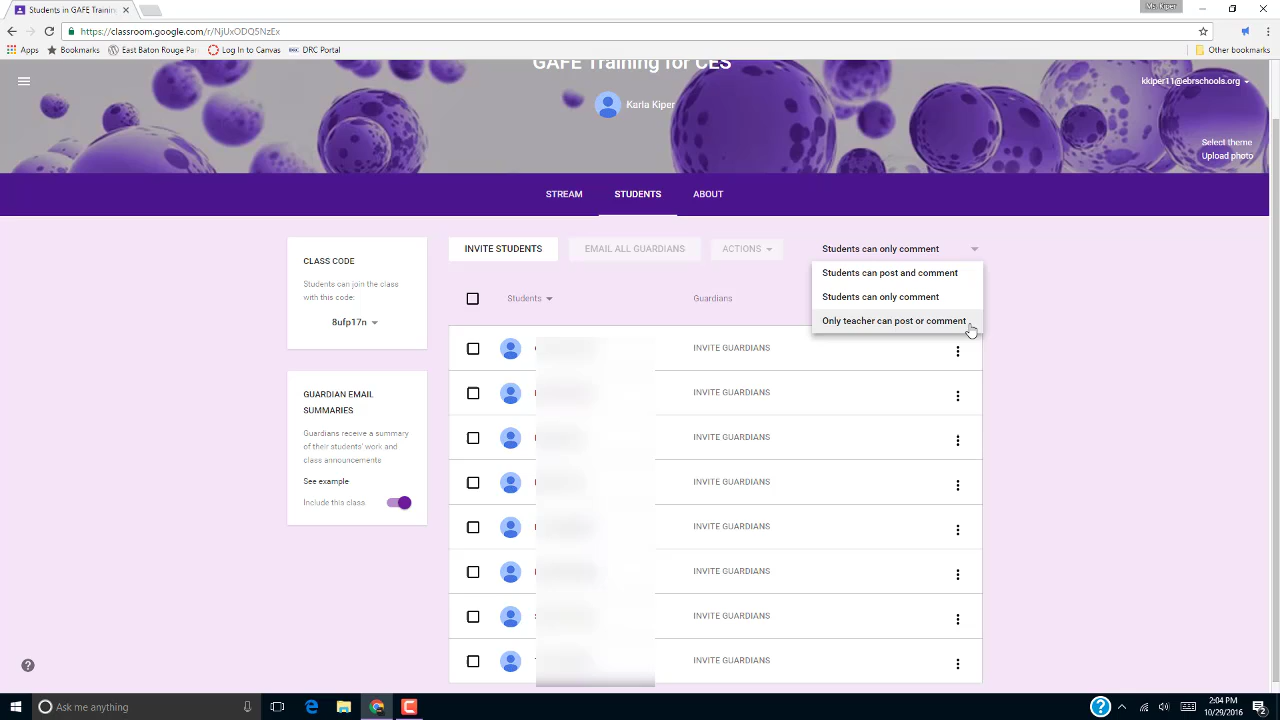 Students in GAFE Training
Ms. Kiper
https://classroom.google.com/r/NjUxODQ5NzEx
Apps
Bookmarks
East Baton Rouge Par
Log In to Canvas
DRC Portal
Other bookmarks
GAFE Training for CES
kkiper11@ebrschools.org
Karla Kiper
Select theme
Upload photo
STREAM
STUDENTS
ABOUT
CLASS CODE
Students can join the class
with this code:
8ufp17n
GUARDIAN EMAIL
SUMMARIES
Guardians receive a summary
of their students' work and
class announcements
See example
Include this class
INVITE STUDENTS
EMAIL ALL GUARDIANS
ACTIONS
Students can only comment
Students can post and comment
Students can only comment
Only teacher can post or comment
Students
Guardians
INVITE GUARDIANS
INVITE GUARDIANS
INVITE GUARDIANS
INVITE GUARDIANS
INVITE GUARDIANS
INVITE GUARDIANS
INVITE GUARDIANS
INVITE GUARDIANS
Ask me anything
2:04 PM
10/29/2016
2